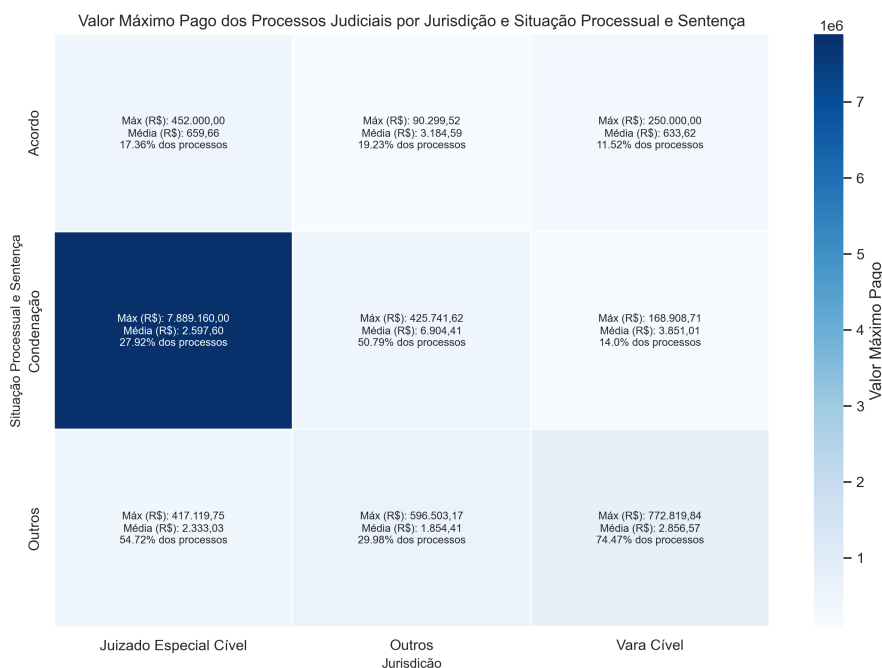 Valor Máximo Pago dos Processos Judiciais por Jurisdição e Situação Processual e Sentença
1e6
Acordo
Máx (R$): 452.000,00
Média (R$): 659,66
17.36% dos processos
Máx (R$): 90.299,52
Média (R$): 3.184,59
19.23% dos processos
Máx (R$): 250.000,00
Média (R$): 633,62
11.52% dos processos
Situação Processual e Sentença
Condenação
Máx (R$): 7.889.160,00
Média (R$): 2.597,60
27.92% dos processos
Máx (R$): 425.741,62
Média (R$): 6.904,41
50.79% dos processos
Máx (R$): 168.908,71
Média (R$): 3.851,01
14.0% dos processos
Outros
Máx (R$): 417.119,75
Média (R$): 2.333,03
54.72% dos processos
Máx (R$): 596.503,17
Média (R$): 1.854,41
29.98% dos processos
Máx (R$): 772.819,84
Média (R$): 2.856,57
74.47% dos processos
Juizado Especial Cível
Outros
Vara Cível
Jurisdição
7
6
5
4
3
2
1
Valor Máximo Pago